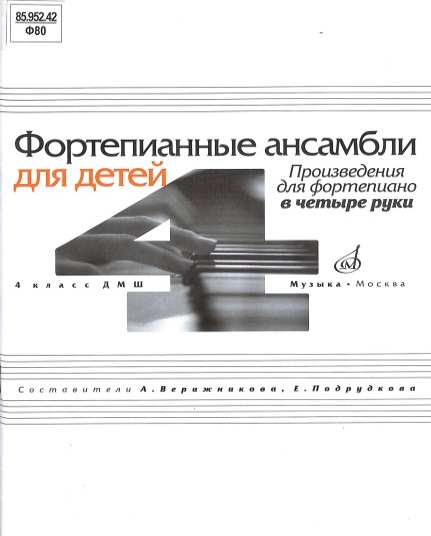 85.952.42
Ф80
Фортепианные ансамбли
для детей
Произведения
для фортепиано
в четыре руки
4
4 класс ДМШ
Музыка • Москва
Составители А. Верижникова, Е. Подрудкова